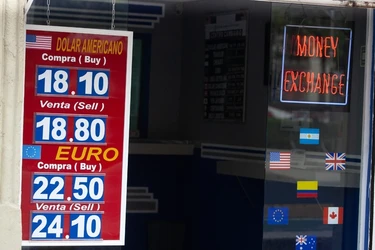 DOLAR AMERICANO
Compra ( Buy )
18.10
Venta (Sell)
18.80
EURO
Compra ( Buy )
22.50
Venta (Sell)
24.10
MONEY
EXCHANGE